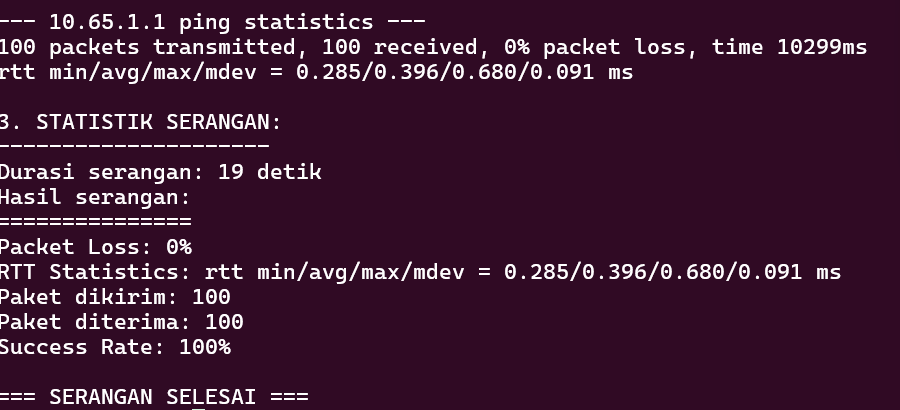 --- 10.65.1.1 ping statistics ---
100 packets transmitted, 100 received, 0% packet loss, time 10299ms
rtt min/avg/max/mdev = 0.285/0.396/0.680/0.091 ms
3. STATISTIK SERANGAN:
---------------------
Durasi serangan: 19 detik
Hasil serangan:
===============
Packet Loss: 0%
RTT Statistics: rtt min/avg/max/mdev = 0.285/0.396/0.680/0.091 ms
Paket dikirim: 100
Paket diterima: 100
Success Rate: 100%
=== SERANGAN SELESAI ===